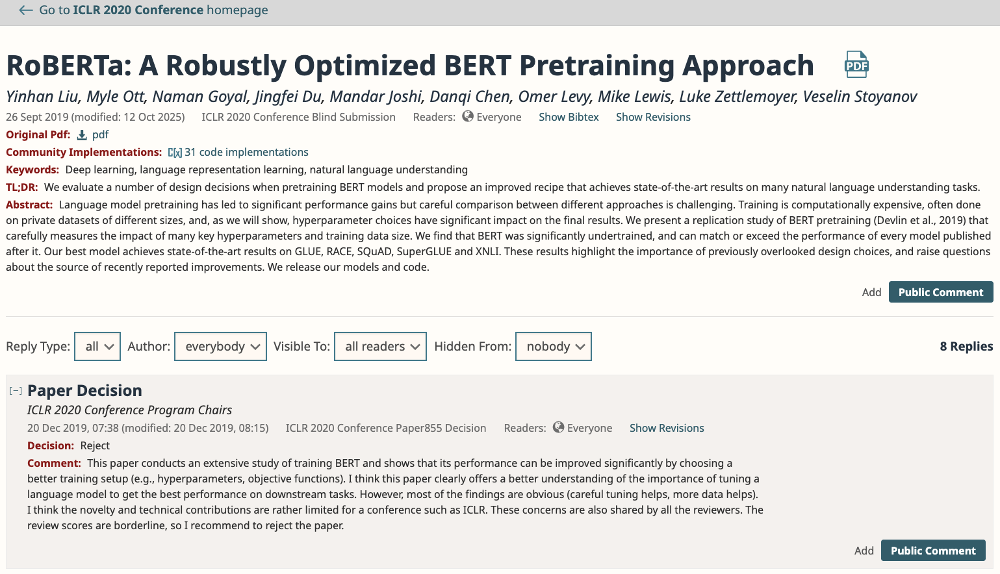 ← Go to ICLR 2020 Conference homepage
RoBERTa: A Robustly Optimized BERT Pretraining Approach PDF
Yinhan Liu, Myle Ott, Naman Goyal, Jingfei Du, Mandar Joshi, Danqi Chen, Omer Levy, Mike Lewis, Luke Zettlemoyer, Veselin Stoyanov
26 Sept 2019 (modified: 12 Oct 2025) ICLR 2020 Conference Blind Submission Readers: Everyone Show Bibtex Show Revisions
Original Pdf: pdf
Community Implementations: [x] 31 code implementations
Keywords: Deep learning, language representation learning, natural language understanding
TL;DR: We evaluate a number of design decisions when pretraining BERT models and propose an improved recipe that achieves state-of-the-art results on many natural language understanding tasks.
Abstract: Language model pretraining has led to significant performance gains but careful comparison between different approaches is challenging. Training is computationally expensive, often done
on private datasets of different sizes, and, as we will show, hyperparameter choices have significant impact on the final results. We present a replication study of BERT pretraining (Devlin et al., 2019) that
carefully measures the impact of many key hyperparameters and training data size. We find that BERT was significantly undertrained, and can match or exceed the performance of every model published
after it. Our best model achieves state-of-the-art results on GLUE, RACE, SQuAD, SuperGLUE and XNLI. These results highlight the importance of previously overlooked design choices, and raise questions
about the source of recently reported improvements. We release our models and code.
Add Public Comment
Reply Type: all Author: everybody Visible To: all readers Hidden From: nobody 8 Replies
[−] Paper Decision
ICLR 2020 Conference Program Chairs
20 Dec 2019, 07:38 (modified: 20 Dec 2019, 08:15) ICLR 2020 Conference Paper855 Decision Readers: Everyone Show Revisions
Decision: Reject
Comment: This paper conducts an extensive study of training BERT and shows that its performance can be improved significantly by choosing a
better training setup (e.g., hyperparameters, objective functions). I think this paper clearly offers a better understanding of the importance of tuning a
language model to get the best performance on downstream tasks. However, most of the findings are obvious (careful tuning helps, more data helps).
I think the novelty and technical contributions are rather limited for a conference such as ICLR. These concerns are also shared by all the reviewers. The
review scores are borderline, so I recommend to reject the paper.
Add Public Comment